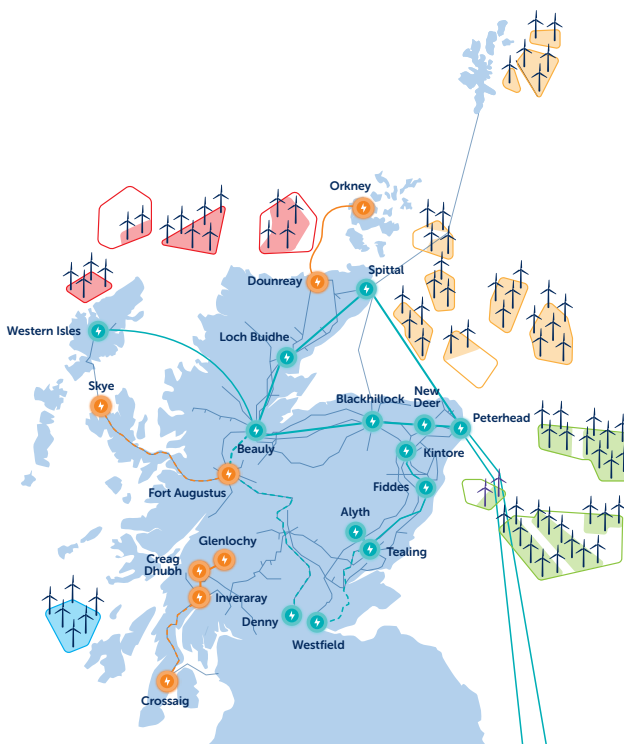 Orkney
Dounreay
Spittal
Western Isles
Loch Buidhe
Skye
Blackhillock
New
Deer
Peterhead
Beauly
Kintore
Fort Augustus
Fiddes
Alyth
Glenlochy
Tealing
Creag
Dhubh
Inveraray
Denny
Westfield
Crossaig